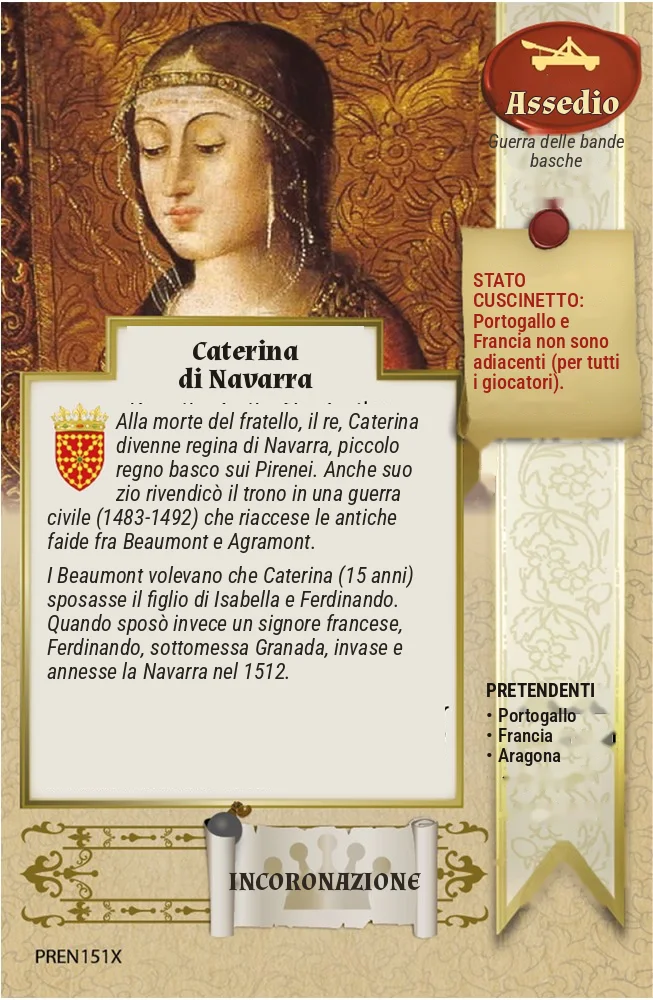 Assedio
Guerra delle bande
basche
STATO
CUSCINETTO:
Portogallo e
Francia non sono
adiacenti (per tutti
i giocatori).
Caterina
di Navarra
Alla morte del fratello, il re, Caterina
divenne regina di Navarra, piccolo
regno basco sui Pirenei. Anche suo
zio rivendicò il trono in una guerra
civile (1483-1492) che riaccese le antiche
faide fra Beaumont e Agramont.
I Beaumont volevano che Caterina (15 anni)
sposasse il figlio di Isabella e Ferdinando.
Quando sposò invece un signore francese,
Ferdinando, sottomessa Granada, invase e
annesse la Navarra nel 1512.
PRETENDENTI
• Portogallo
• Francia
• Aragona
INCORONAZIONE
PREN151X